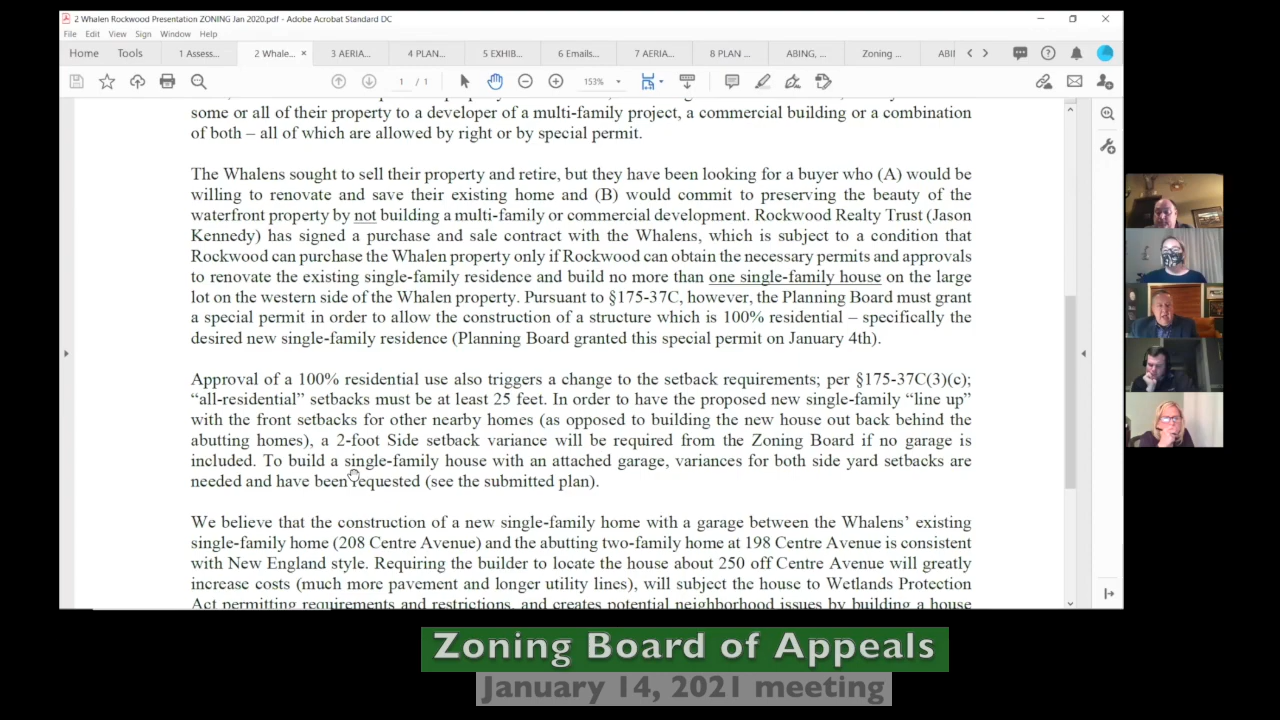 2 Whalen Rockwood Presentation ZONING Jan 2020.pdf - Adobe Acrobat Standard DC
File Edit View Sign Window Help
Home Tools 1 Assess... 2 Whale... × 3 AERIA... 4 PLAN... 5 EXHIB... 6 Emails... 7 AERIA... 8 PLAN ... ABING, ... Zoning ... ABII
1 / 1 153%
some or all of their property to a developer of a multi-family project, a commercial building or a combination
of both – all of which are allowed by right or by special permit.
The Whalens sought to sell their property and retire, but they have been looking for a buyer who (A) would be
willing to renovate and save their existing home and (B) would commit to preserving the beauty of the
waterfront property by not building a multi-family or commercial development. Rockwood Realty Trust (Jason
Kennedy) has signed a purchase and sale contract with the Whalens, which is subject to a condition that
Rockwood can purchase the Whalen property only if Rockwood can obtain the necessary permits and approvals
to renovate the existing single-family residence and build no more than one single-family house on the large
lot on the western side of the Whalen property. Pursuant to §175-37C, however, the Planning Board must grant
a special permit in order to allow the construction of a structure which is 100% residential – specifically the
desired new single-family residence (Planning Board granted this special permit on January 4th).
Approval of a 100% residential use also triggers a change to the setback requirements; per §175-37C(3)(c);
“all-residential” setbacks must be at least 25 feet. In order to have the proposed new single-family “line up”
with the front setbacks for other nearby homes (as opposed to building the new house out back behind the
abutting homes), a 2-foot Side setback variance will be required from the Zoning Board if no garage is
included. To build a single-family house with an attached garage, variances for both side yard setbacks are
needed and have been requested (see the submitted plan).
We believe that the construction of a new single-family home with a garage between the Whalens’ existing
single-family home (208 Centre Avenue) and the abutting two-family home at 198 Centre Avenue is consistent
with New England style. Requiring the builder to locate the house about 250 off Centre Avenue will greatly
increase costs (much more pavement and longer utility lines), will subject the house to Wetlands Protection
Act permitting requirements and restrictions, and creates potential neighborhood issues by building a house
Zoning Board of Appeals
January 14, 2021 meeting